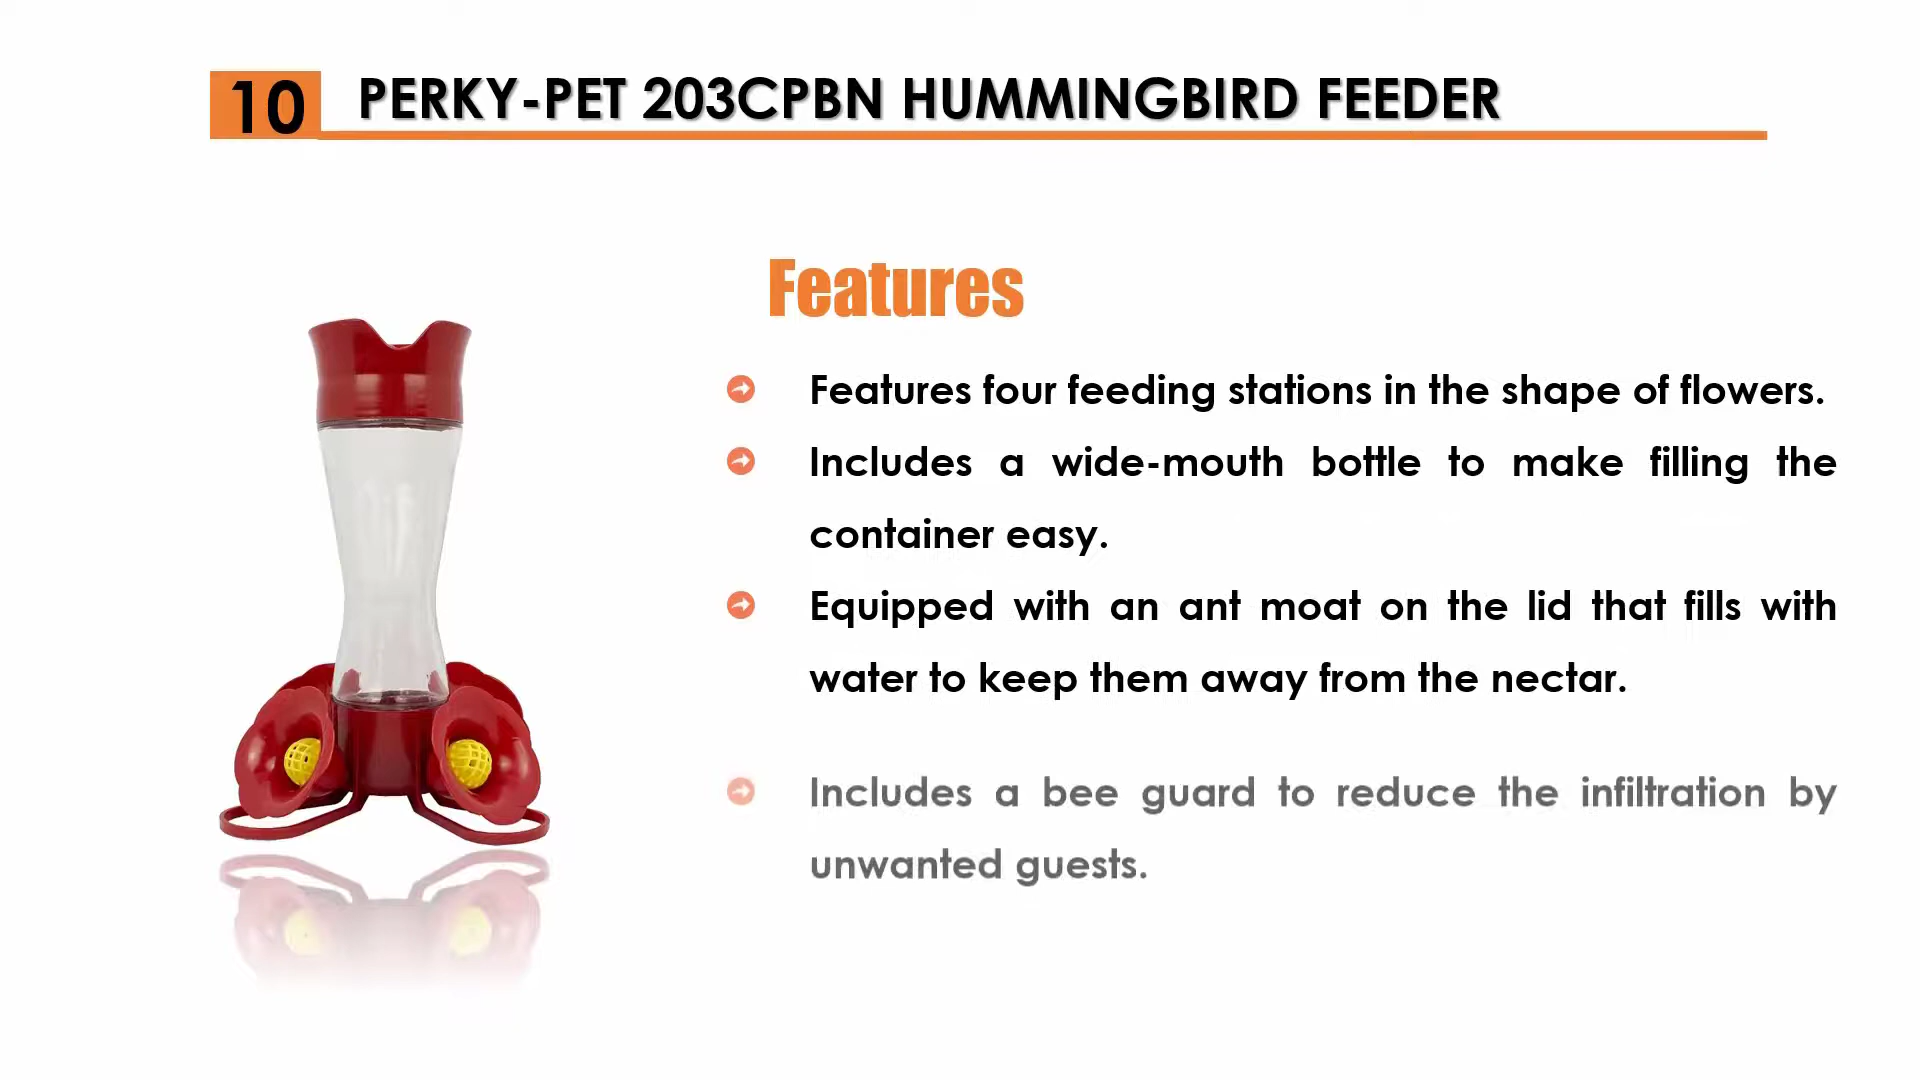 10
PERKY-PET 203CPBN HUMMINGBIRD FEEDER
Features
Features four feeding stations in the shape of flowers.
Includes a wide-mouth bottle to make filling the
container easy.
Equipped with an ant moat on the lid that fills with
water to keep them away from the nectar.
Includes a bee guard to reduce the infiltration by
unwanted guests.